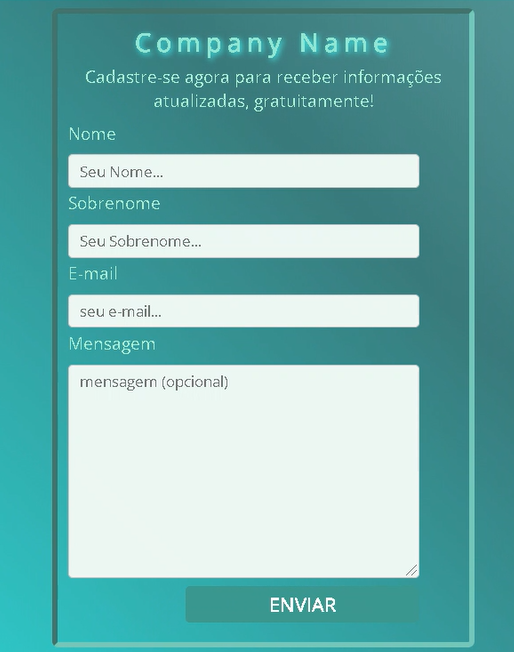 Company Name
Cadastre-se agora para receber informações
atualizadas, gratuitamente!
Nome
Seu Nome...
Sobrenome
Seu Sobrenome...
E-mail
seu e-mail...
Mensagem
mensagem (opcional)
ENVIAR